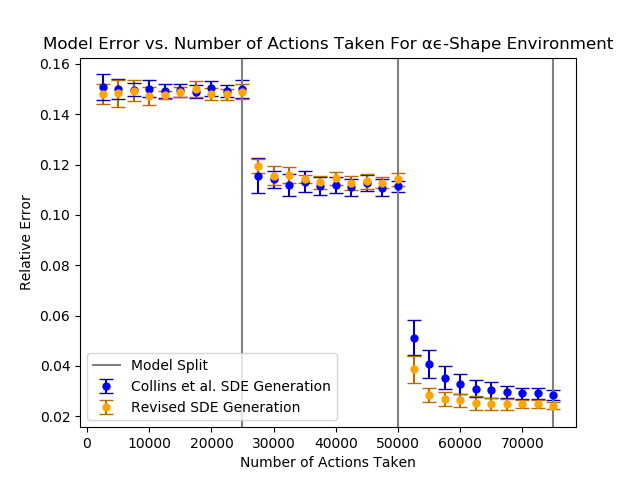 Model Error vs. Number of Actions Taken For αϵ-Shape Environment
0.16
0.14
0.12
0.10
0.08
0.06
0.04
0.02
Relative Error
Model Split
Collins et al. SDE Generation
Revised SDE Generation
0 10000 20000 30000 40000 50000 60000 70000
Number of Actions Taken